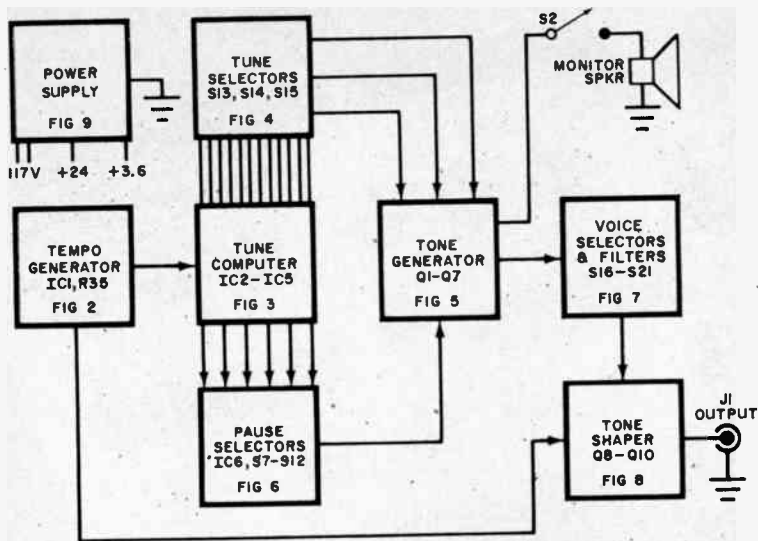 POWER
SUPPLY
FIG 9
117V +24 +3.6
TUNE
SELECTORS
S13, S14, S15
FIG 4
S2
MONITOR
SPKR
TEMPO
GENERATOR
IC1, R35
FIG 2
TUNE
COMPUTER
IC2-IC5
FIG 3
TONE
GENERATOR
Q1-Q7
FIG 5
VOICE
SELECTORS
& FILTERS
S16-S21
FIG 7
PAUSE
SELECTORS
IC6, S7-S12
FIG 6
TONE
SHAPER
Q8-Q10
FIG 8
J1
OUTPUT